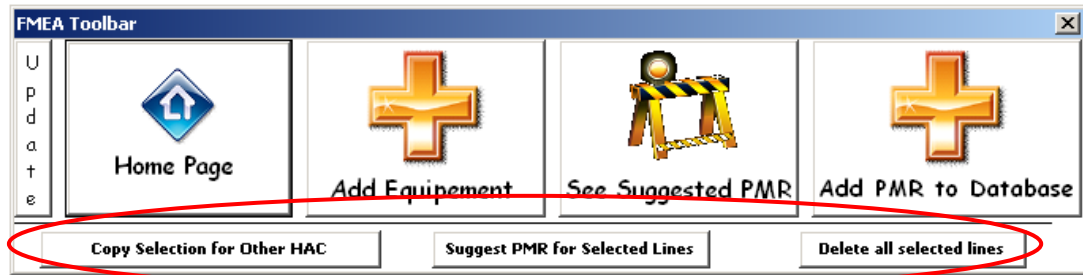 FMEA Toolbar
Update
Home Page
Add Equipement
See Suggested PMR
Add PMR to Database
Copy Selection for Other HAC
Suggest PMR for Selected Lines
Delete all selected lines